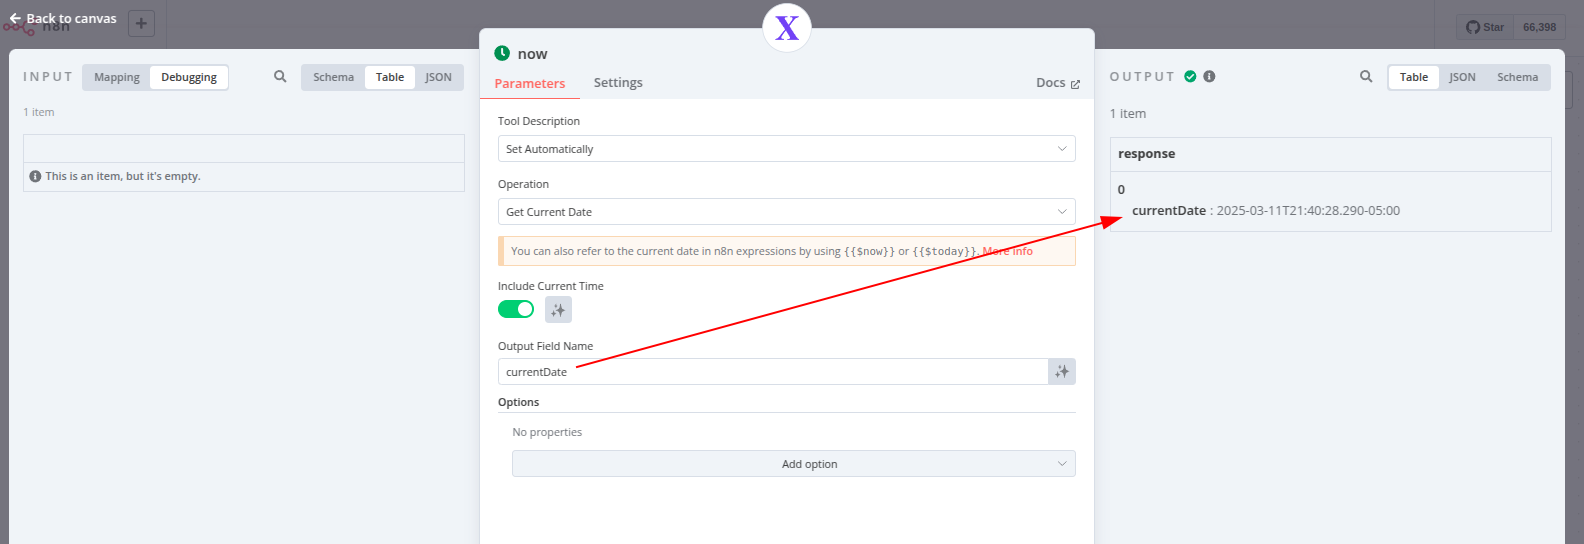 Back to canvas
n8n
Star 66,398
X
INPUT Mapping Debugging Schema Table JSON
1 item
This is an item, but it's empty.
now
Parameters Settings Docs
Tool Description
Set Automatically
Operation
Get Current Date
You can also refer to the current date in n8n expressions by using {{$now}} or {{$today}}. More info
Include Current Time
Output Field Name
currentDate
Options
No properties
Add option
OUTPUT Table JSON Schema
1 item
response
0
currentDate : 2025-03-11T21:40:28.290-05:00